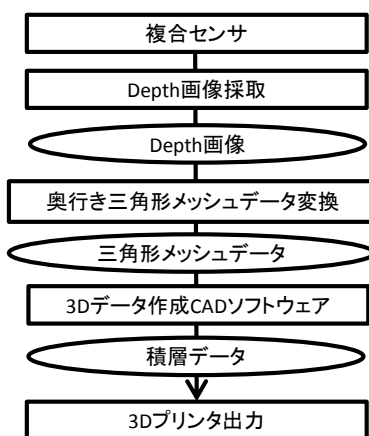 複合センサ
Depth画像採取
Depth画像
奥行き三角形メッシュデータ変換
三角形メッシュデータ
3Dデータ作成CADソフトウェア
積層データ
3Dプリンタ出力